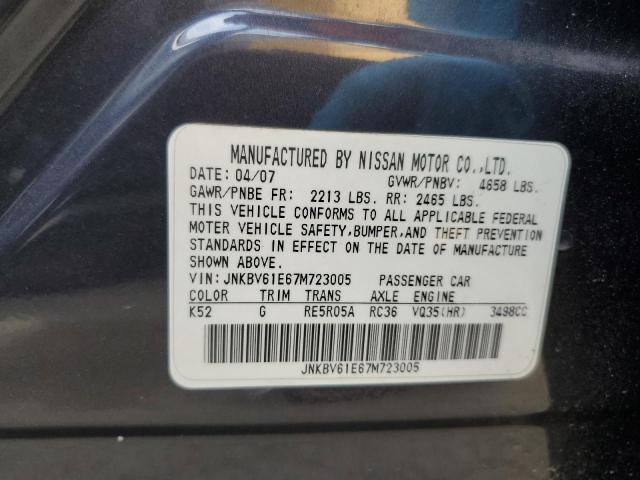 MANUFACTURED BY NISSAN MOTOR CO.,LTD.
DATE: 04/07 GVWR/PNBV: 4658 LBS.
GAWR/PNBE FR: 2213 LBS. RR: 2465 LBS.
THIS VEHICLE CONFORMS TO ALL APPLICABLE FEDERAL
MOTER VEHICLE SAFETY,BUMPER,AND THEFT PREVENTION
STANDARDS IN EFFECT ON THE DATE OF MANUFACTURE
SHOWN ABOVE.
VIN: JNKBV61E67M723005 PASSENGER CAR
COLOR TRIM TRANS AXLE ENGINE
K52 G RE5R05A RC36 VQ35(HR) 3498CC
JNKBV61E67M723005